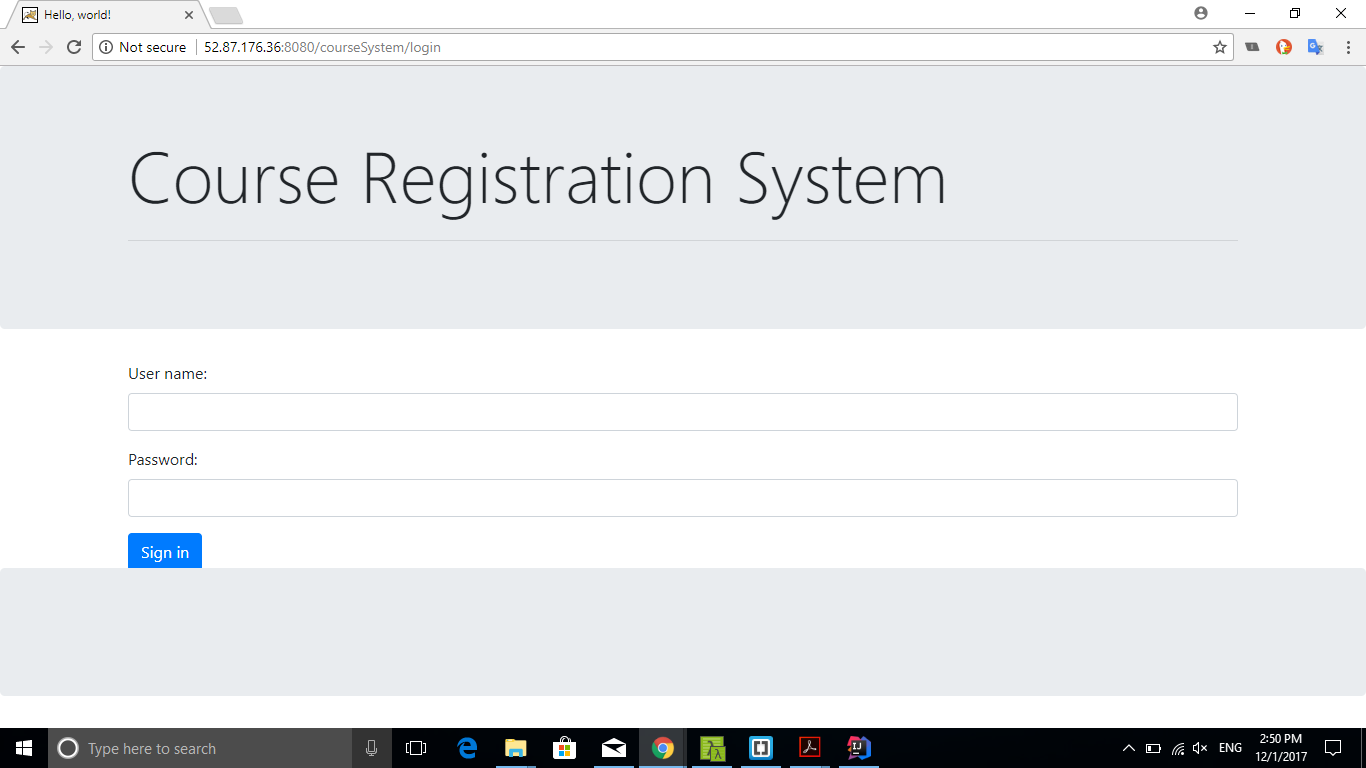 Hello, world!
Not secure
52.87.176.36:8080/courseSystem/login
Course Registration System
User name:
Password:
Sign in
Type here to search
ENG
2:50 PM
12/1/2017